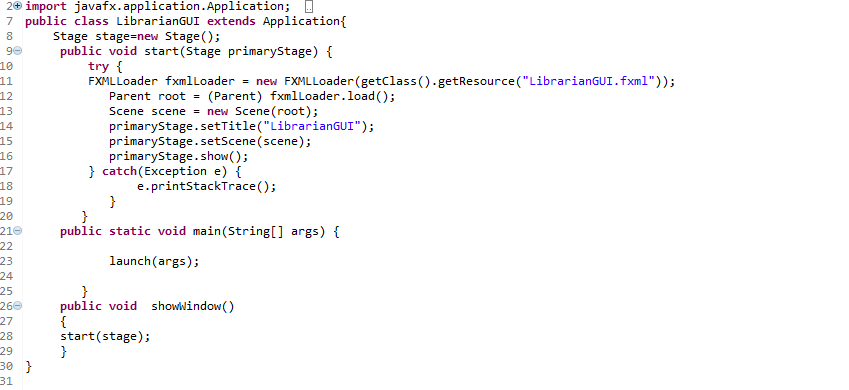 2 import javafx.application.Application;
7 public class LibrarianGUI extends Application{
8     Stage stage=new Stage();
9      public void start(Stage primaryStage) {
10         try {
11         FXMLLoader fxmlLoader = new FXMLLoader(getClass().getResource("LibrarianGUI.fxml"));
12            Parent root = (Parent) fxmlLoader.load();
13            Scene scene = new Scene(root);
14            primaryStage.setTitle("LibrarianGUI");
15            primaryStage.setScene(scene);
16            primaryStage.show();
17         } catch(Exception e) {
18                e.printStackTrace();
19            }
20        }
21     public static void main(String[] args) {
22
23            launch(args);
24
25        }
26     public void  showWindow()
27     {
28     start(stage);
29     }
30 }
31